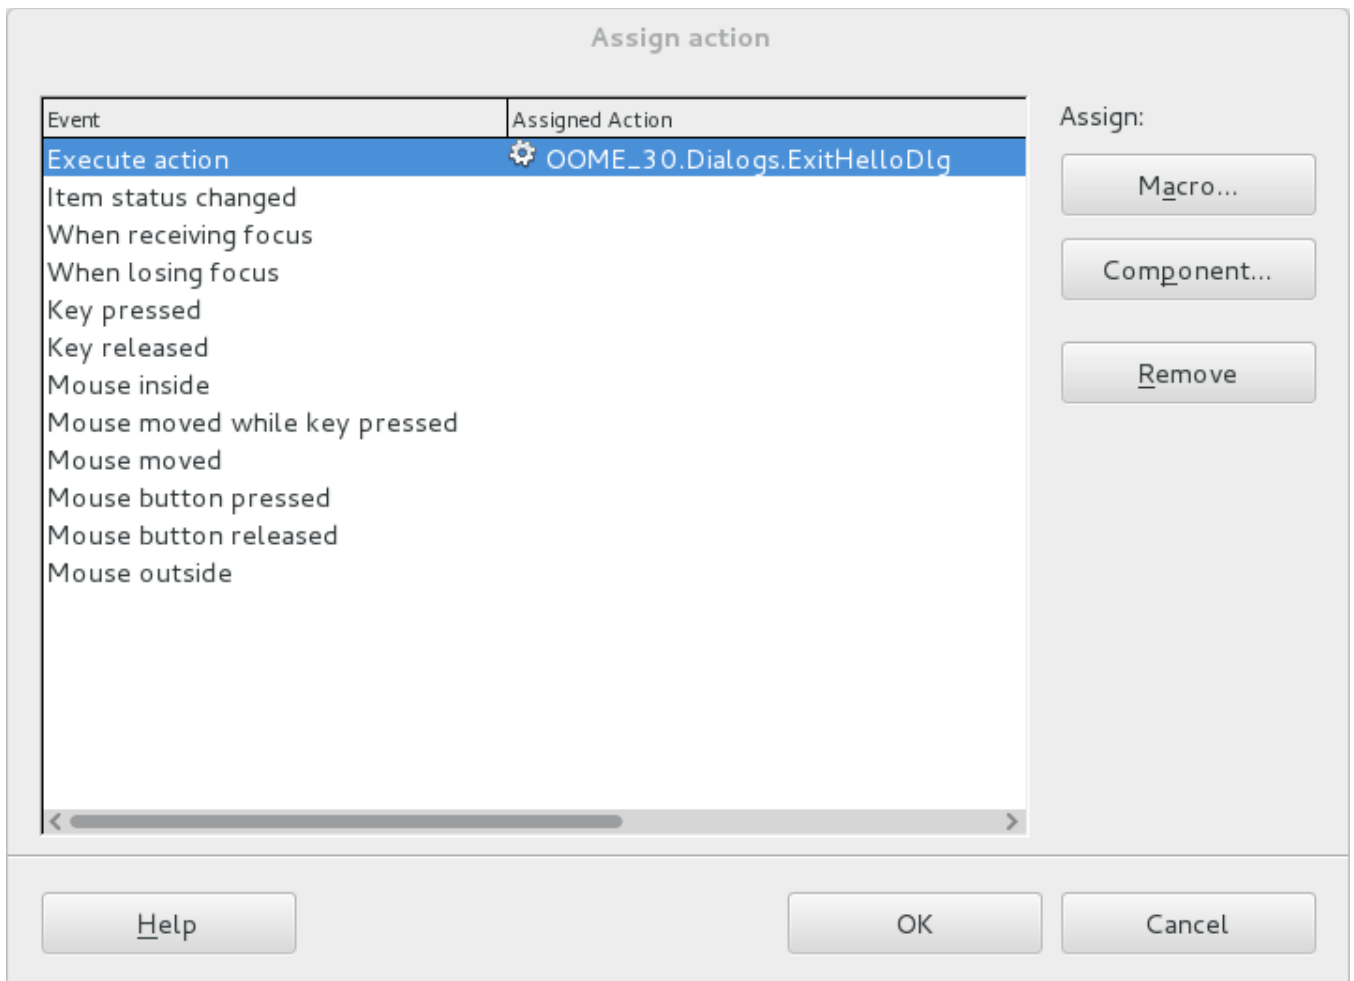 Assign action
Event Assigned Action
Assign:
Execute action OOME_30.Dialogs.ExitHelloDlg
Macro...
Item status changed
When receiving focus
When losing focus
Component...
Key pressed
Key released
Mouse inside
Remove
Mouse moved while key pressed
Mouse moved
Mouse button pressed
Mouse button released
Mouse outside
Help OK Cancel